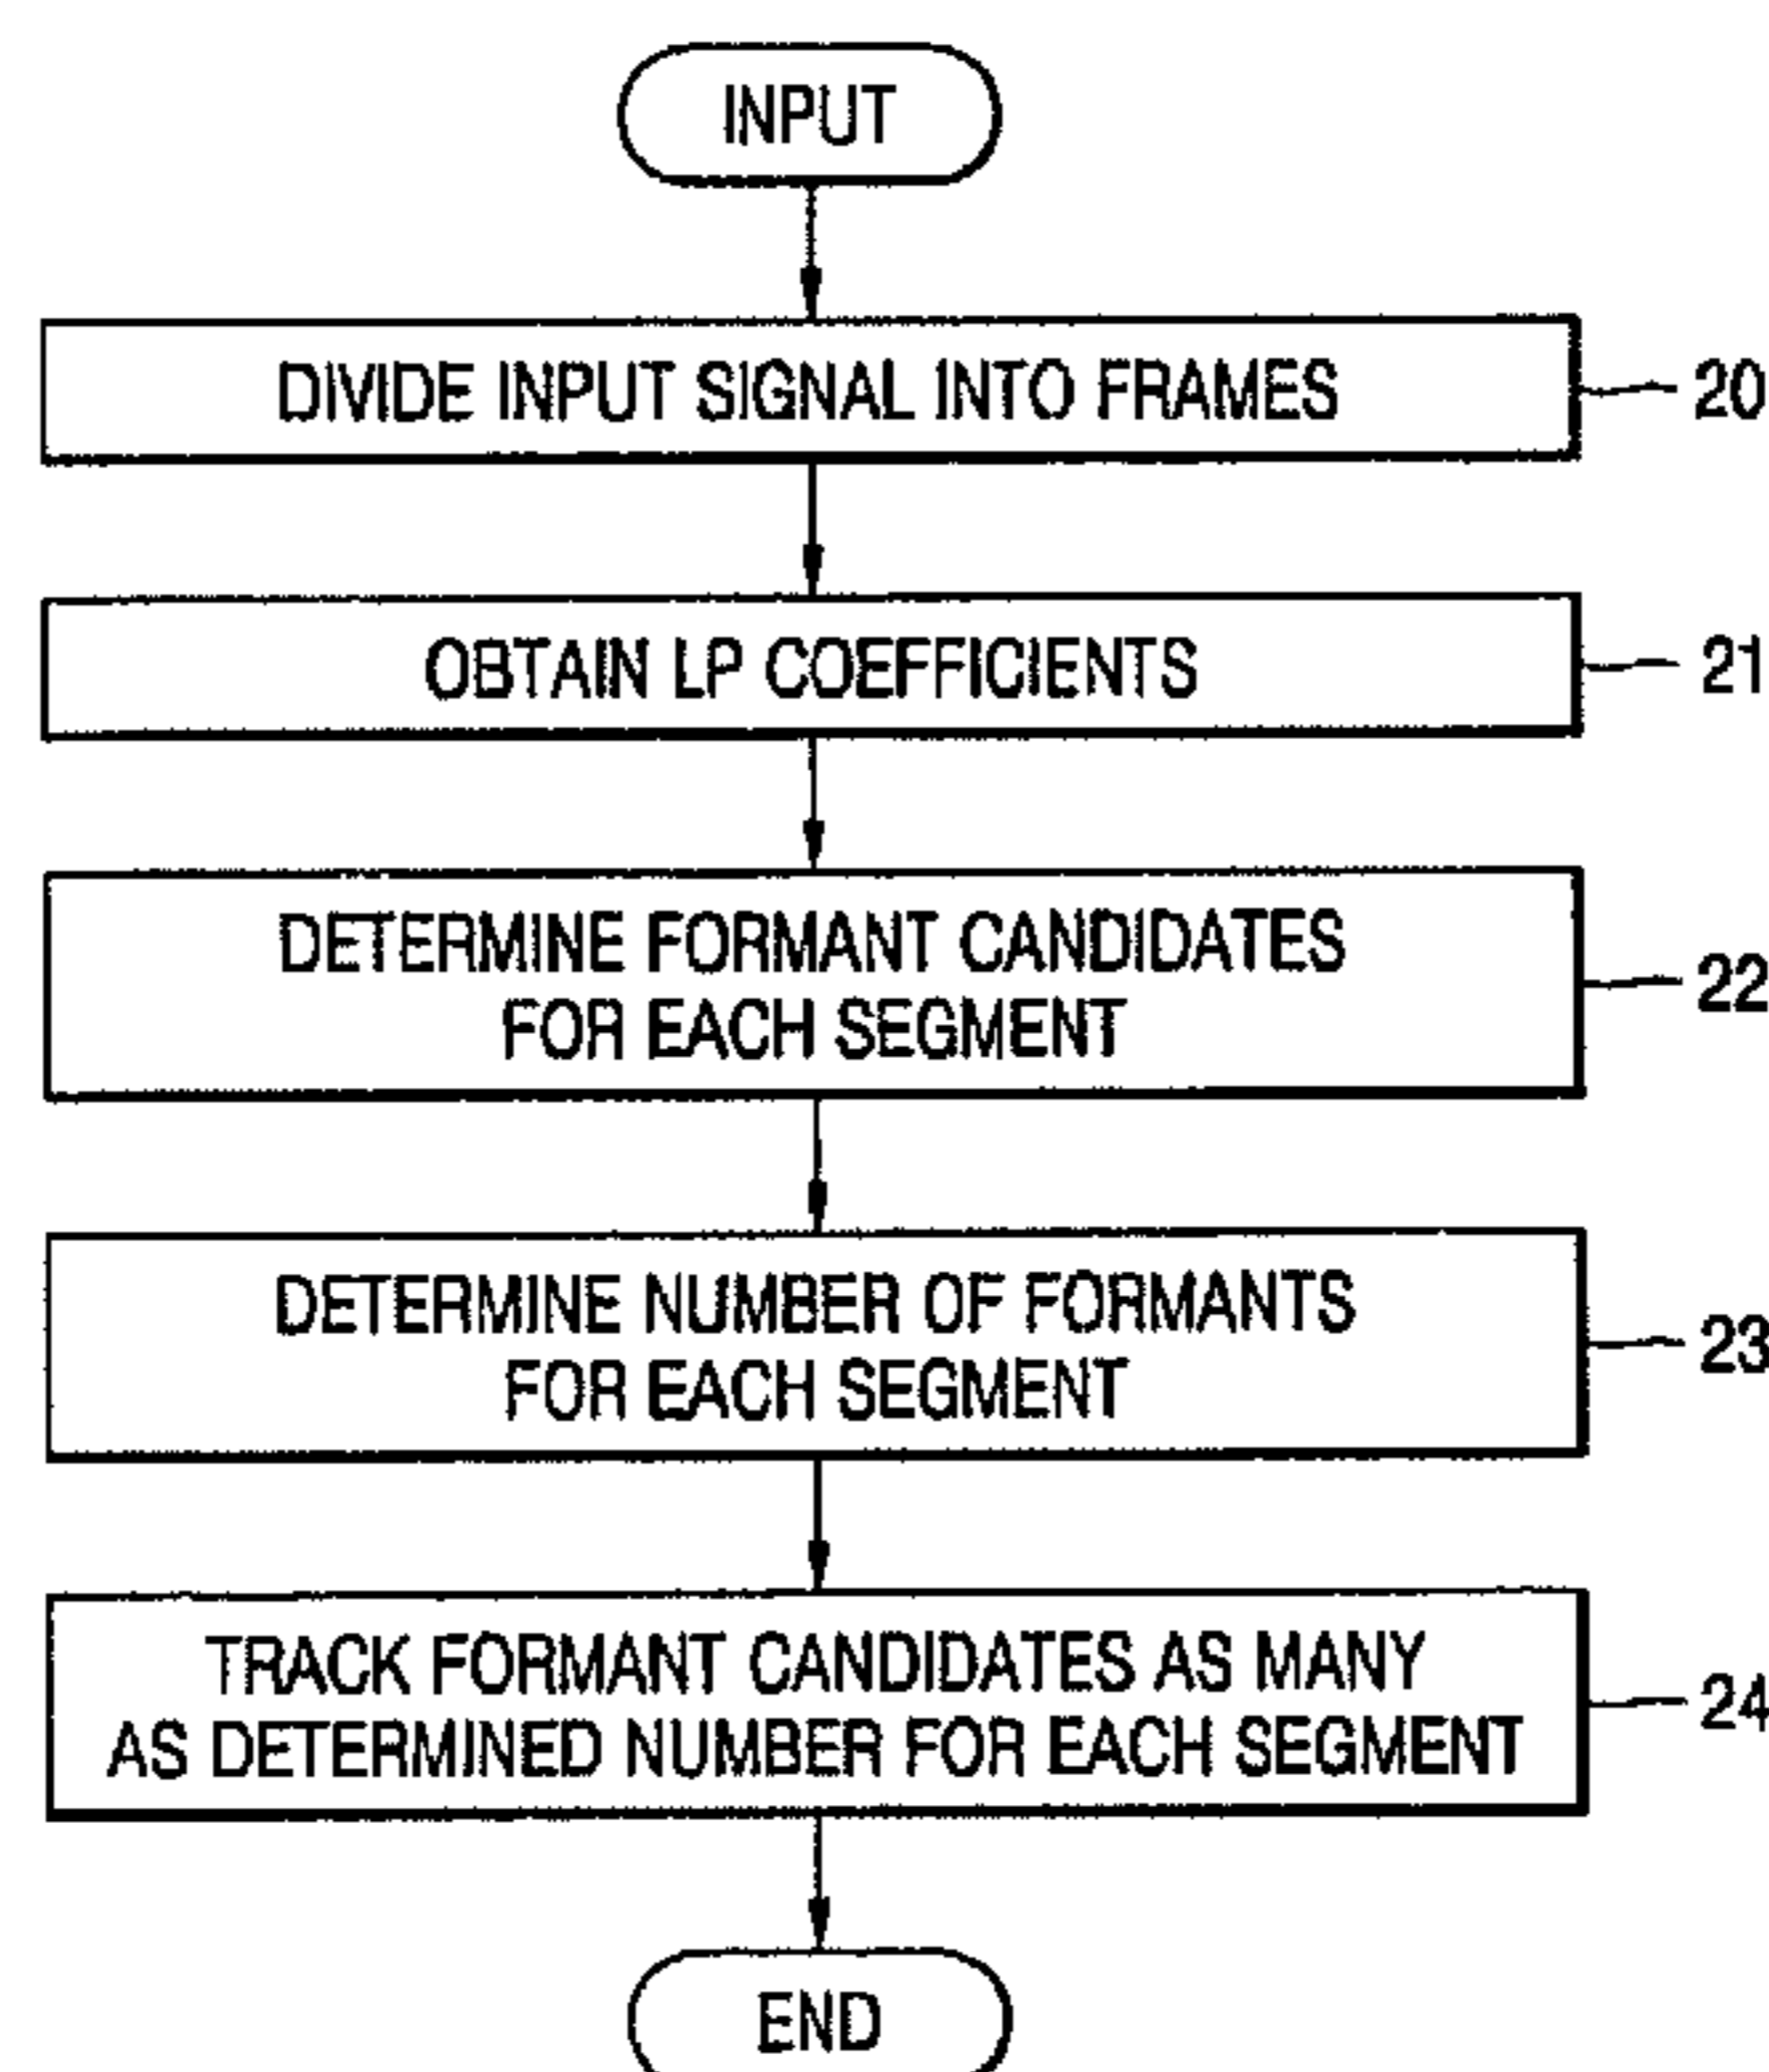 INPUT
DIVIDE INPUT SIGNAL INTO FRAMES
20
OBTAIN LP COEFFICIENTS
21
DETERMINE FORMANT CANDIDATES
FOR EACH SEGMENT
22
DETERMINE NUMBER OF FORMANTS
FOR EACH SEGMENT
23
TRACK FORMANT CANDIDATES AS MANY
AS DETERMINED NUMBER FOR EACH SEGMENT
24
END